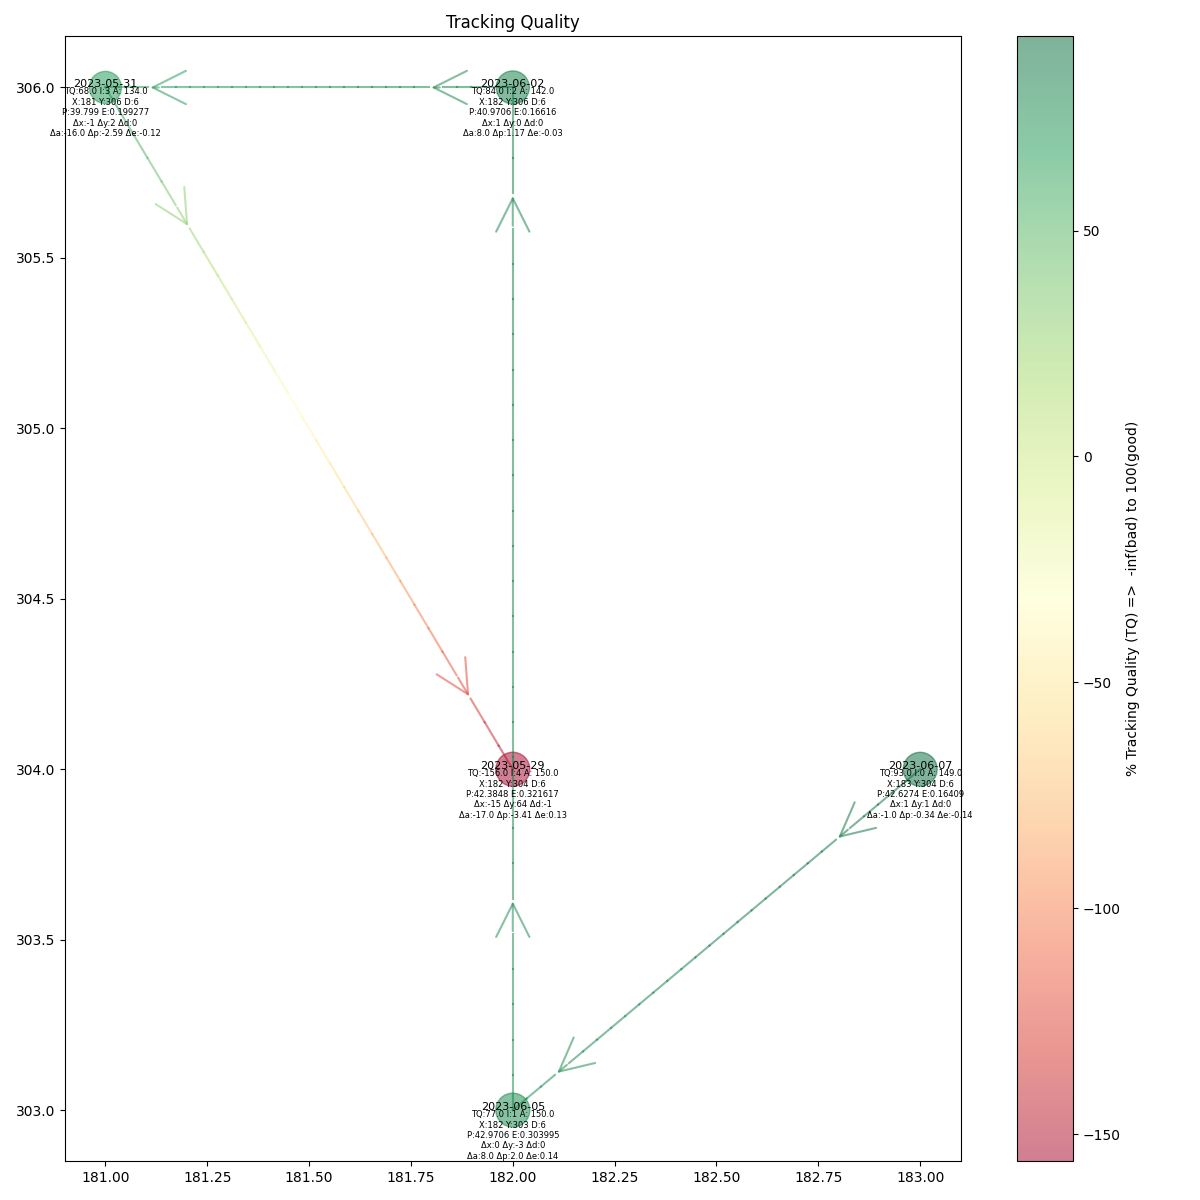 Tracking Quality
306.0
305.5
305.0
304.5
304.0
303.5
303.0
2023-05-31
TQ:68.0 I:3 A: 134.0
X:181 Y:306 D:6
P:39.799 E:0.199277
Δx:-1 Δy:2 Δd:0
Δa:-16.0 Δp:-2.59 Δe:-0.12
2023-06-02
TQ:84.0 I:2 A: 142.0
X:182 Y:306 D:6
P:40.9706 E:0.16616
Δx:1 Δy:0 Δd:0
Δa:8.0 Δp:1.17 Δe:-0.03
2023-05-29
TQ:-156.0 I:4 A: 150.0
X:182 Y:304 D:6
P:42.3848 E:0.321617
Δx:-15 Δy:64 Δd:-1
Δa:-17.0 Δp:-3.41 Δe:0.13
2023-06-07
TQ:93.0 I:0 A: 149.0
X:183 Y:304 D:6
P:42.6274 E:0.16409
Δx:1 Δy:1 Δd:0
Δa:-1.0 Δp:-0.34 Δe:-0.14
2023-06-05
TQ:77.0 I:1 A: 150.0
X:182 Y:303 D:6
P:42.9706 E:0.303995
Δx:0 Δy:-3 Δd:0
Δa:8.0 Δp:2.0 Δe:0.14
181.00 181.25 181.50 181.75 182.00 182.25 182.50 182.75 183.00
50
0
−50
−100
−150
% Tracking Quality (TQ) => -inf(bad) to 100(good)